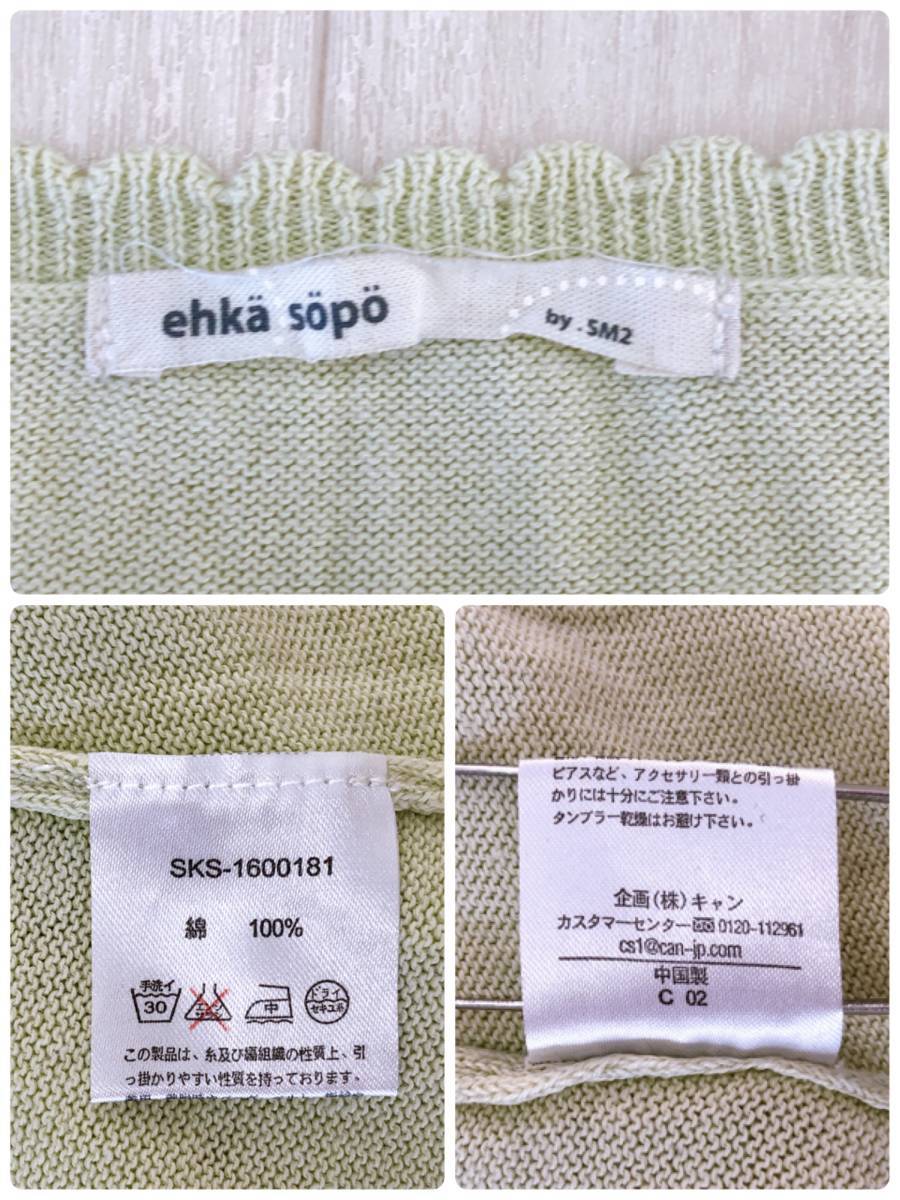 ehkä söpö
by . SM2
SKS-1600181
綿 100%
手洗イ
30
中
ドライ
セキユ系
この製品は、糸及び編組織の性質上、引
っ掛かりやすい性質を持っております。
ピアスなど、アクセサリー類との引っ掛
かりには十分にご注意下さい。
タンブラー乾燥はお避け下さい。
企画(株)キャン
カスタマーセンター 0120-112961
cs1@can-jp.com
中国製
C 02